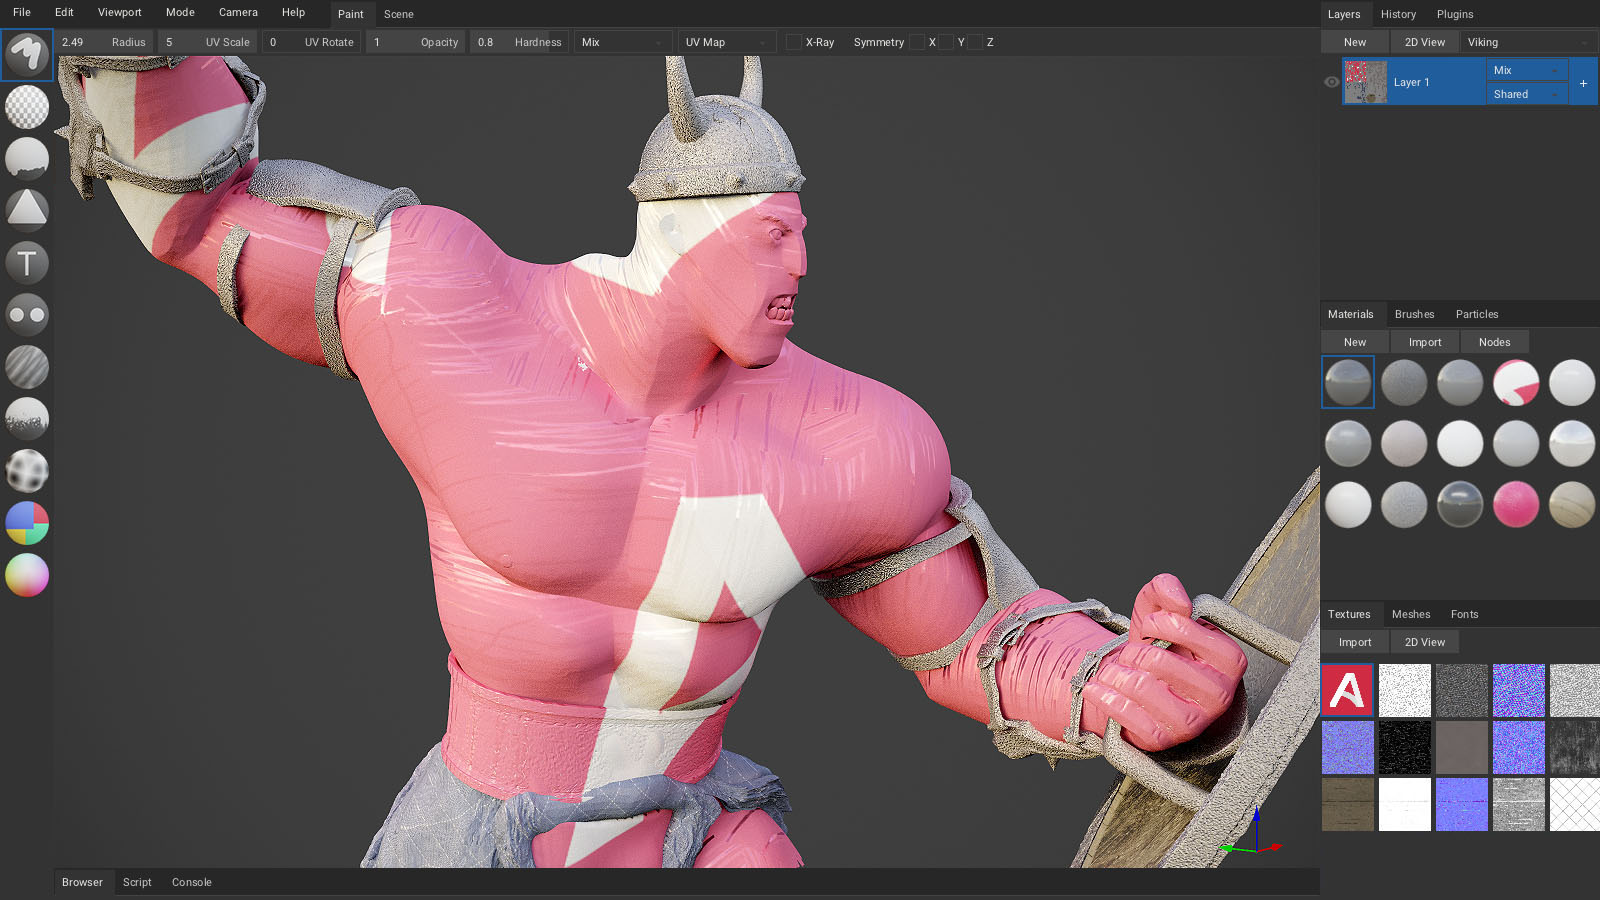 File Edit Viewport Mode Camera Help Paint Scene
2.49 Radius 5 UV Scale 0 UV Rotate 1 Opacity 0.8 Hardness Mix UV Map X-Ray Symmetry X Y Z
Layers History Plugins
New 2D View Viking
Layer 1 Mix
Shared +
Materials Brushes Particles
New Import Nodes
Textures Meshes Fonts
Import 2D View
A
T
Browser Script Console